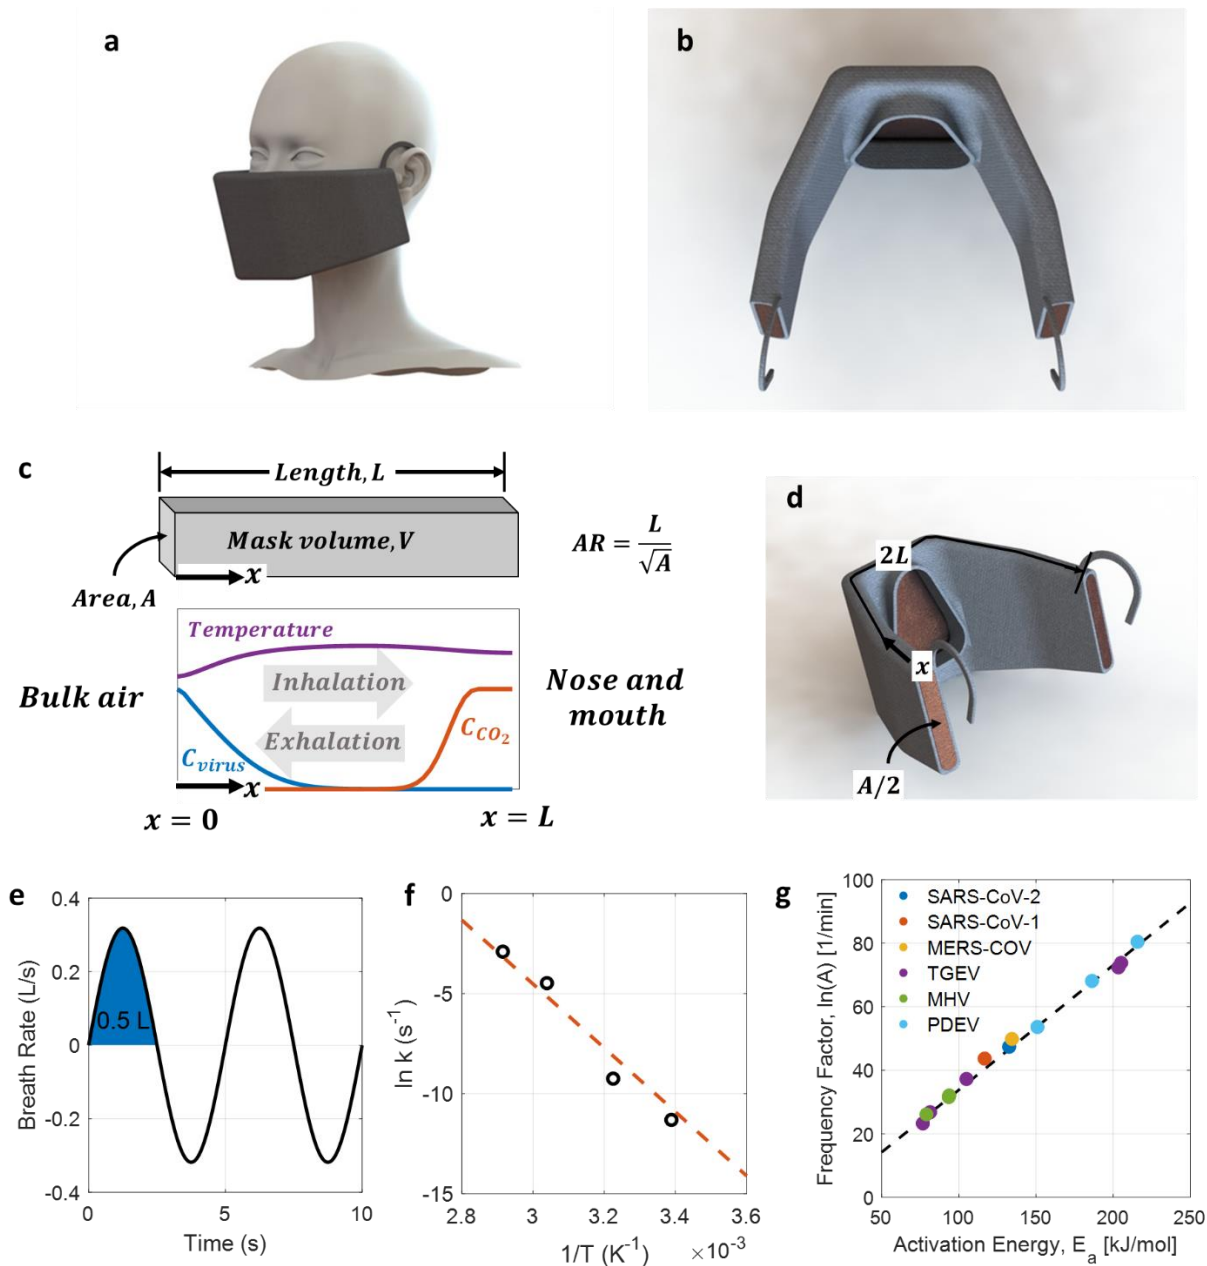 a
b
c
Length, L
Mask volume, V
x
Area, A
AR = L / √A
Temperature
Inhalation
Exhalation
C_virus
C_CO₂
x
Bulk air
Nose and
mouth
x = 0
x = L
d
2L
x
A/2
e
0.4
0.2
0
-0.2
-0.4
Breath Rate (L/s)
0.5 L
0
5
10
Time (s)
f
0
-5
-10
-15
ln k (s⁻¹)
2.8
3
3.2
3.4
3.6
1/T (K⁻¹)
×10⁻³
g
100
80
60
40
20
0
Frequency Factor, ln(A) [1/min]
SARS-CoV-2
SARS-CoV-1
MERS-COV
TGEV
MHV
PDEV
50
100
150
200
250
Activation Energy, Eₐ [kJ/mol]